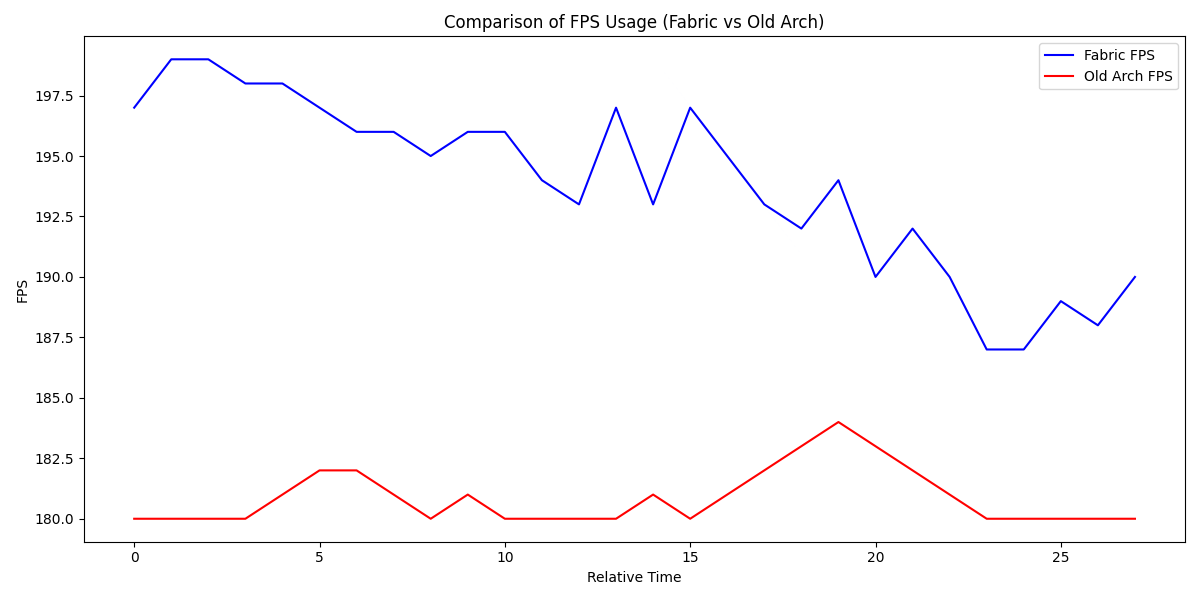 Comparison of FPS Usage (Fabric vs Old Arch)
Fabric FPS
Old Arch FPS
197.5
195.0
192.5
190.0
187.5
185.0
182.5
180.0
FPS
0 5 10 15 20 25
Relative Time